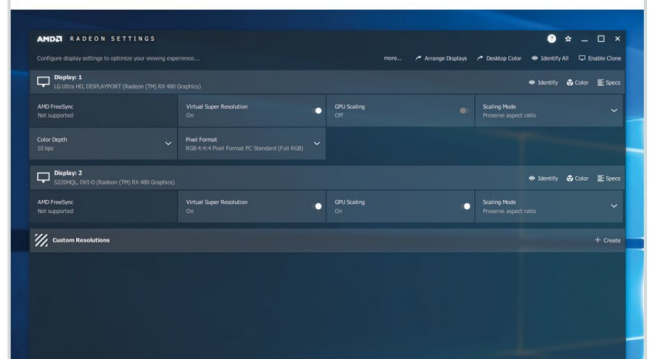 AMD RADEON SETTINGS
Configure display settings to optimize your viewing experience... more... Arrange Displays Desktop Color Identify All Enable Clone
Display: 1 Identify Color Specs
LG Ultra HD, DISPLAYPORT (Radeon (TM) RX 480 Graphics)
AMD FreeSync Virtual Super Resolution GPU Scaling Scaling Mode
Not supported On Off Preserve aspect ratio
Color Depth Pixel Format
10 bpc RGB 4:4:4 Pixel Format PC Standard (Full RGB)
Display: 2 Identify Color Specs
S220HQL, DVI-D (Radeon (TM) RX 480 Graphics)
AMD FreeSync Virtual Super Resolution GPU Scaling Scaling Mode
Not supported On On Preserve aspect ratio
Custom Resolutions + Create